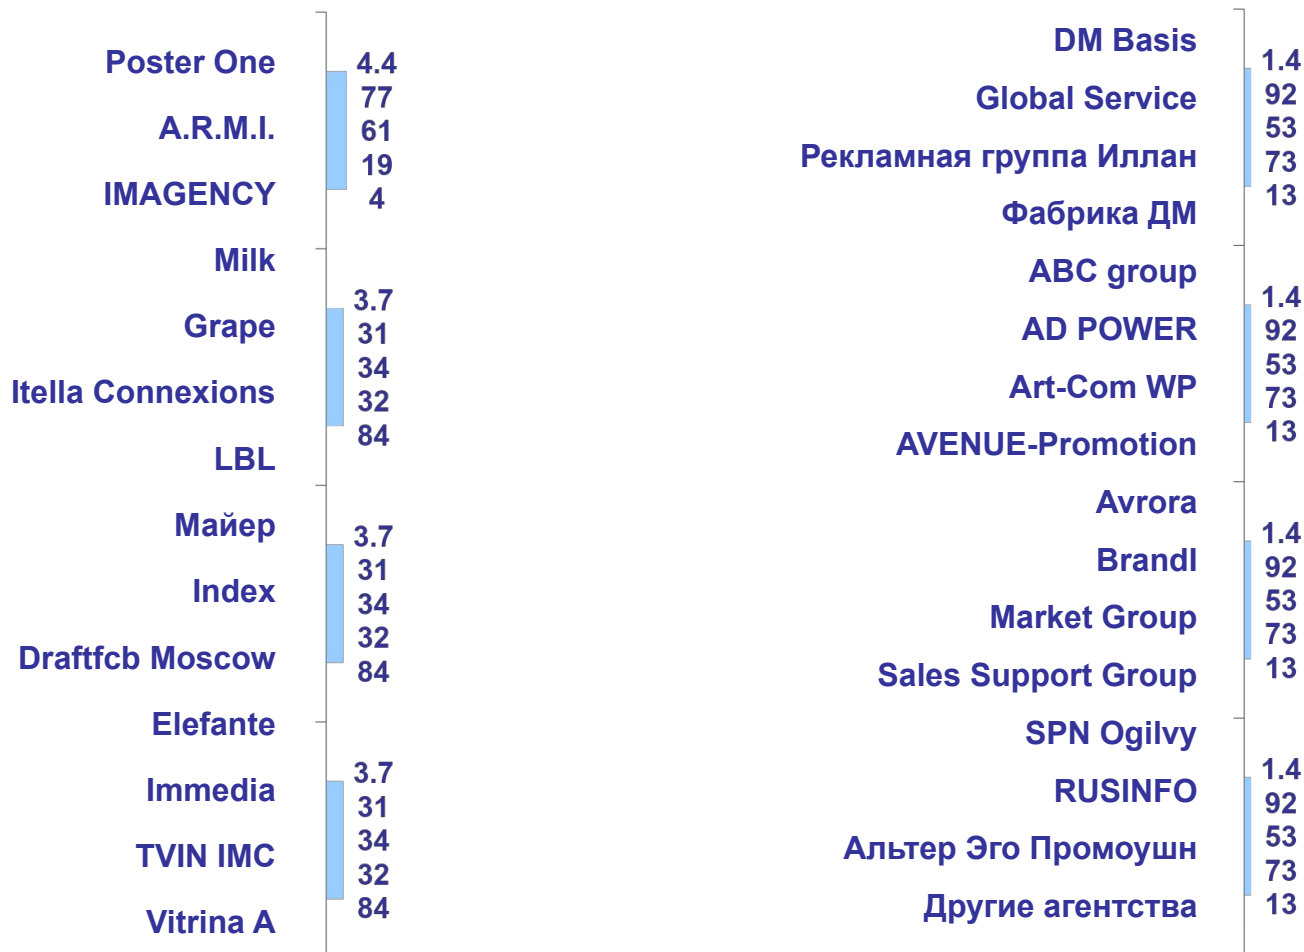 Poster One
A.R.M.I.
IMAGENCY
Milk
Grape
Itella Connexions
LBL
Майер
Index
Draftfcb Moscow
Elefante
Immedia
TVIN IMC
Vitrina A
4.4
77
61
19
4
3.7
31
34
32
84
3.7
31
34
32
84
3.7
31
34
32
84
DM Basis
Global Service
Рекламная группа Иллан
Фабрика ДМ
ABC group
AD POWER
Art-Com WP
AVENUE-Promotion
Avrora
Brandl
Market Group
Sales Support Group
SPN Ogilvy
RUSINFO
Альтер Эго Промоушн
Другие агентства
1.4
92
53
73
13
1.4
92
53
73
13
1.4
92
53
73
13
1.4
92
53
73
13